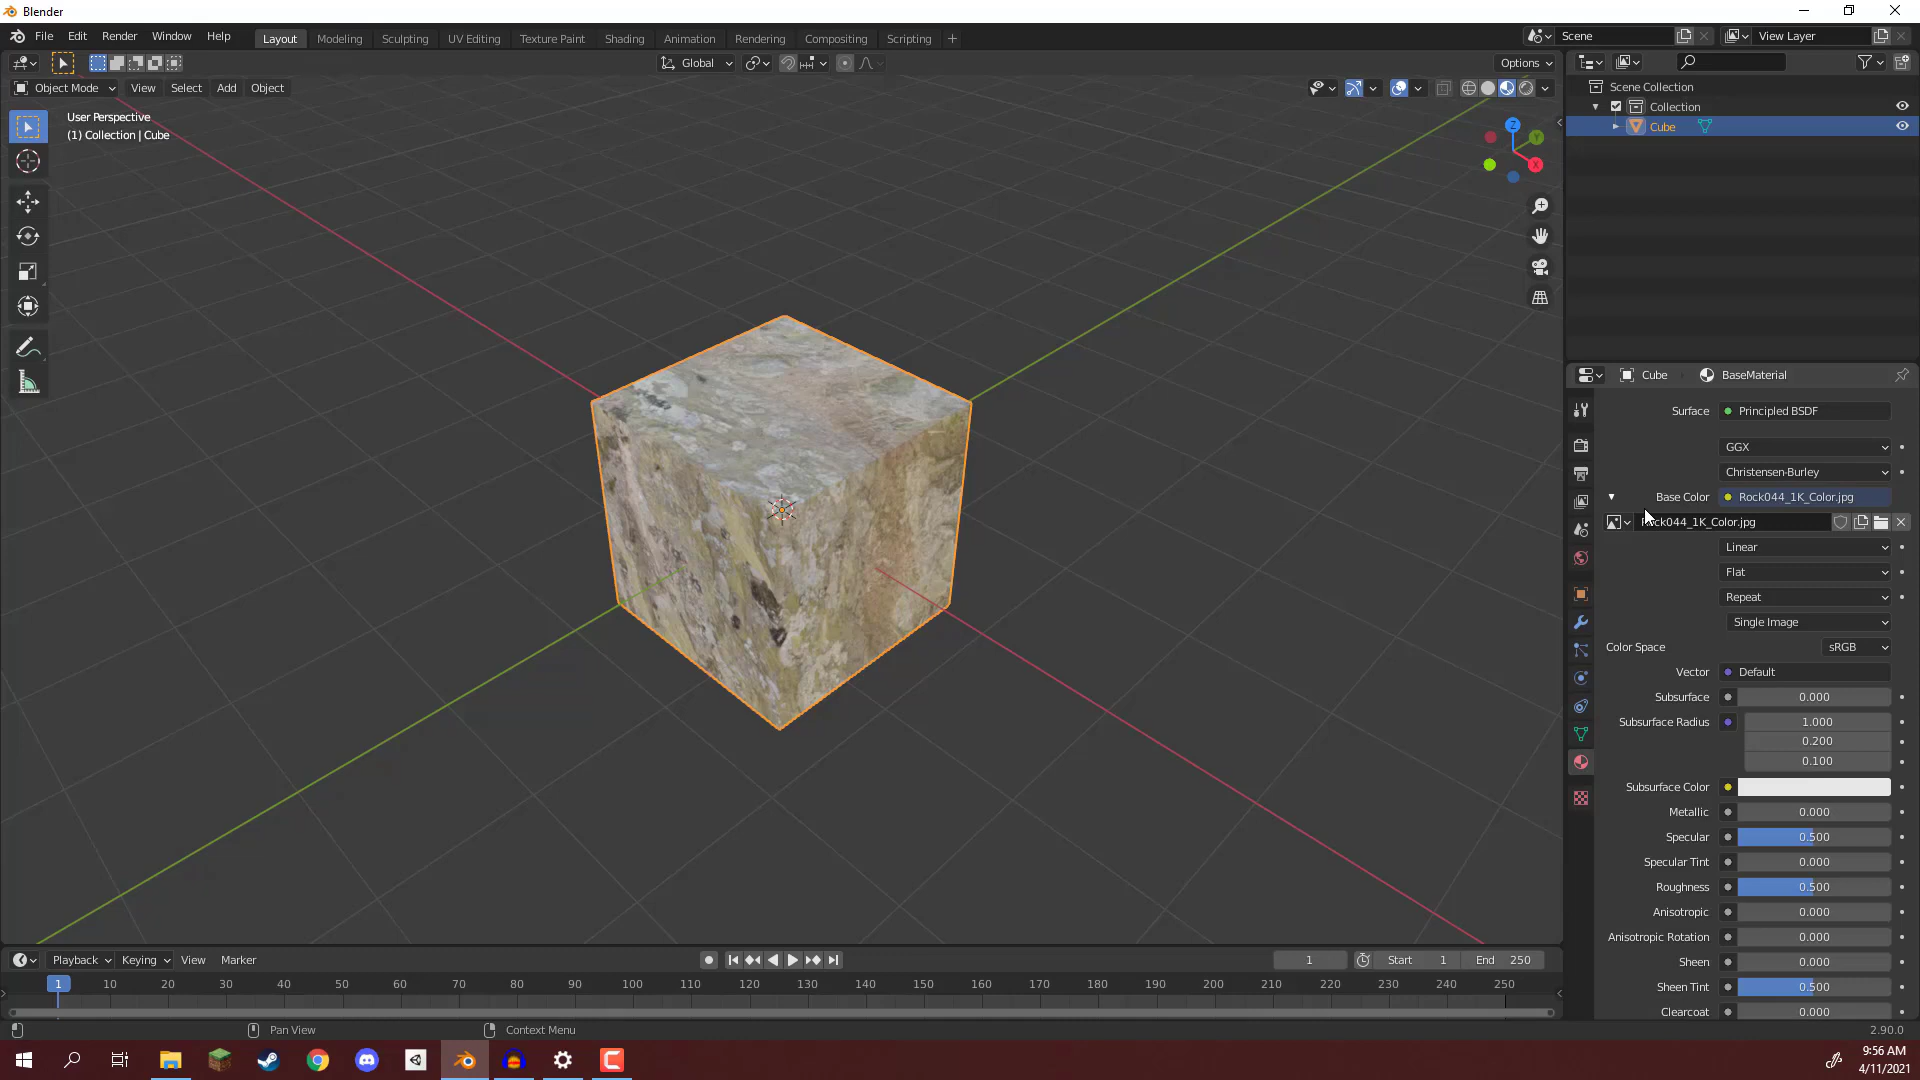 Blender
File Edit Render Window Help
Layout Modeling Sculpting UV Editing Texture Paint Shading Animation Rendering Compositing Scripting
Scene
View Layer
Global
Options
Object Mode View Select Add Object
User Perspective
(1) Collection | Cube
Z
Y
X
Scene Collection
Collection
Cube
Cube BaseMaterial
Surface Principled BSDF
GGX
Christensen-Burley
Base Color Rock044_1K_Color.jpg
Rock044_1K_Color.jpg
Linear
Flat
Repeat
Single Image
Color Space sRGB
Vector Default
Subsurface 0.000
Subsurface Radius 1.000
0.200
0.100
Subsurface Color
Metallic 0.000
Specular 0.500
Specular Tint 0.000
Roughness 0.500
Anisotropic 0.000
Anisotropic Rotation 0.000
Sheen 0.000
Sheen Tint 0.500
Clearcoat 0.000
Playback Keying View Marker
1 Start 1 End 250
1 10 20 30 40 50 60 70 80 90 100 110 120 130 140 150 160 170 180 190 200 210 220 230 240 250
Pan View
Context Menu
2.90.0
9:56 AM
4/11/2021